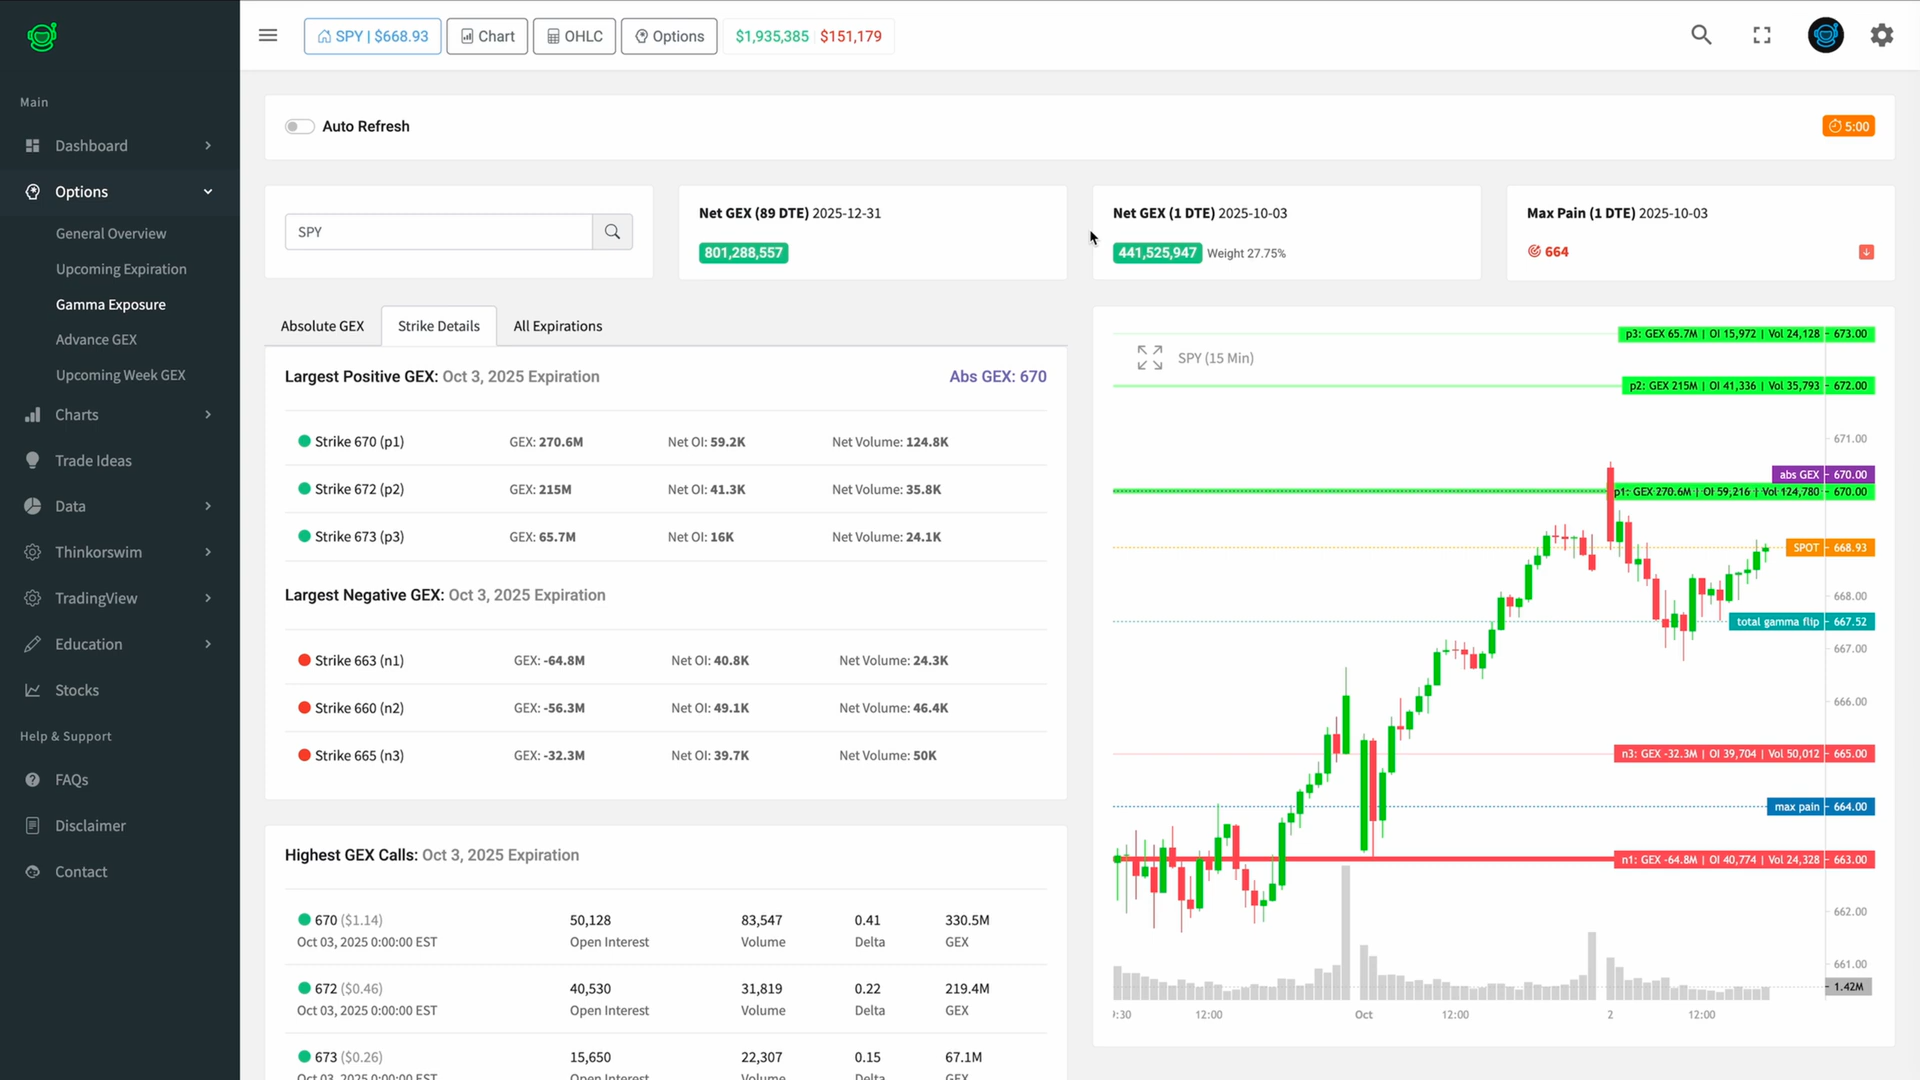 SPY | $668.93
Chart
OHLC
Options
$1,935,385 $151,179
Main
Dashboard
Options
General Overview
Upcoming Expiration
Gamma Exposure
Advance GEX
Upcoming Week GEX
Charts
Trade Ideas
Data
Thinkorswim
TradingView
Education
Stocks
Help & Support
FAQs
Disclaimer
Contact
Auto Refresh
5:00
SPY
Net GEX (89 DTE) 2025-12-31
801,288,557
Net GEX (1 DTE) 2025-10-03
441,525,947 Weight 27.75%
Max Pain (1 DTE) 2025-10-03
664
Absolute GEX
Strike Details
All Expirations
Largest Positive GEX: Oct 3, 2025 Expiration
Abs GEX: 670
Strike 670 (p1) GEX: 270.6M Net OI: 59.2K Net Volume: 124.8K
Strike 672 (p2) GEX: 215M Net OI: 41.3K Net Volume: 35.8K
Strike 673 (p3) GEX: 65.7M Net OI: 16K Net Volume: 24.1K
Largest Negative GEX: Oct 3, 2025 Expiration
Strike 663 (n1) GEX: -64.8M Net OI: 40.8K Net Volume: 24.3K
Strike 660 (n2) GEX: -56.3M Net OI: 49.1K Net Volume: 46.4K
Strike 665 (n3) GEX: -32.3M Net OI: 39.7K Net Volume: 50K
Highest GEX Calls: Oct 3, 2025 Expiration
670 ($1.14) 50,128 83,547 0.41 330.5M
Oct 03, 2025 0:00:00 EST Open Interest Volume Delta GEX
672 ($0.46) 40,530 31,819 0.22 219.4M
Oct 03, 2025 0:00:00 EST Open Interest Volume Delta GEX
673 ($0.26) 15,650 22,307 0.15 67.1M
Oct 03, 2025 0:00:00 EST Open Interest Volume Delta GEX
SPY (15 Min)
p3: GEX 65.7M | OI 15,972 | Vol 24,128 673.00
p2: GEX 215M | OI 41,336 | Vol 35,793 672.00
671.00
abs GEX 670.00
p1: GEX 270.6M | OI 59,216 | Vol 124,780 670.00
SPOT 668.93
668.00
total gamma flip 667.52
667.00
666.00
n3: GEX -32.3M | OI 39,704 | Vol 50,012 665.00
max pain 664.00
n1: GEX -64.8M | OI 40,774 | Vol 24,328 663.00
662.00
661.00
1.42M
:30 12:00 Oct 12:00 2 12:00